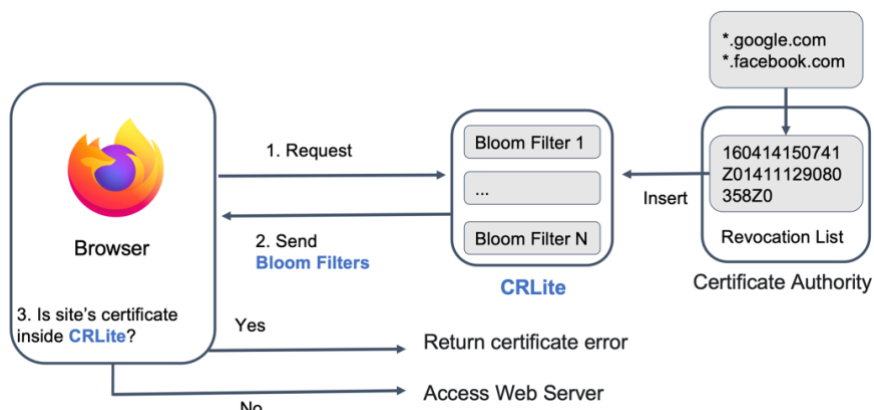 *.google.com
*.facebook.com
1. Request
Bloom Filter 1
...
Bloom Filter N
160414150741
Z01411129080
358Z0
Insert
Revocation List
Browser
2. Send
Bloom Filters
CRLite
Certificate Authority
3. Is site's certificate
inside CRLite?
Yes
Return certificate error
Access Web Server
No